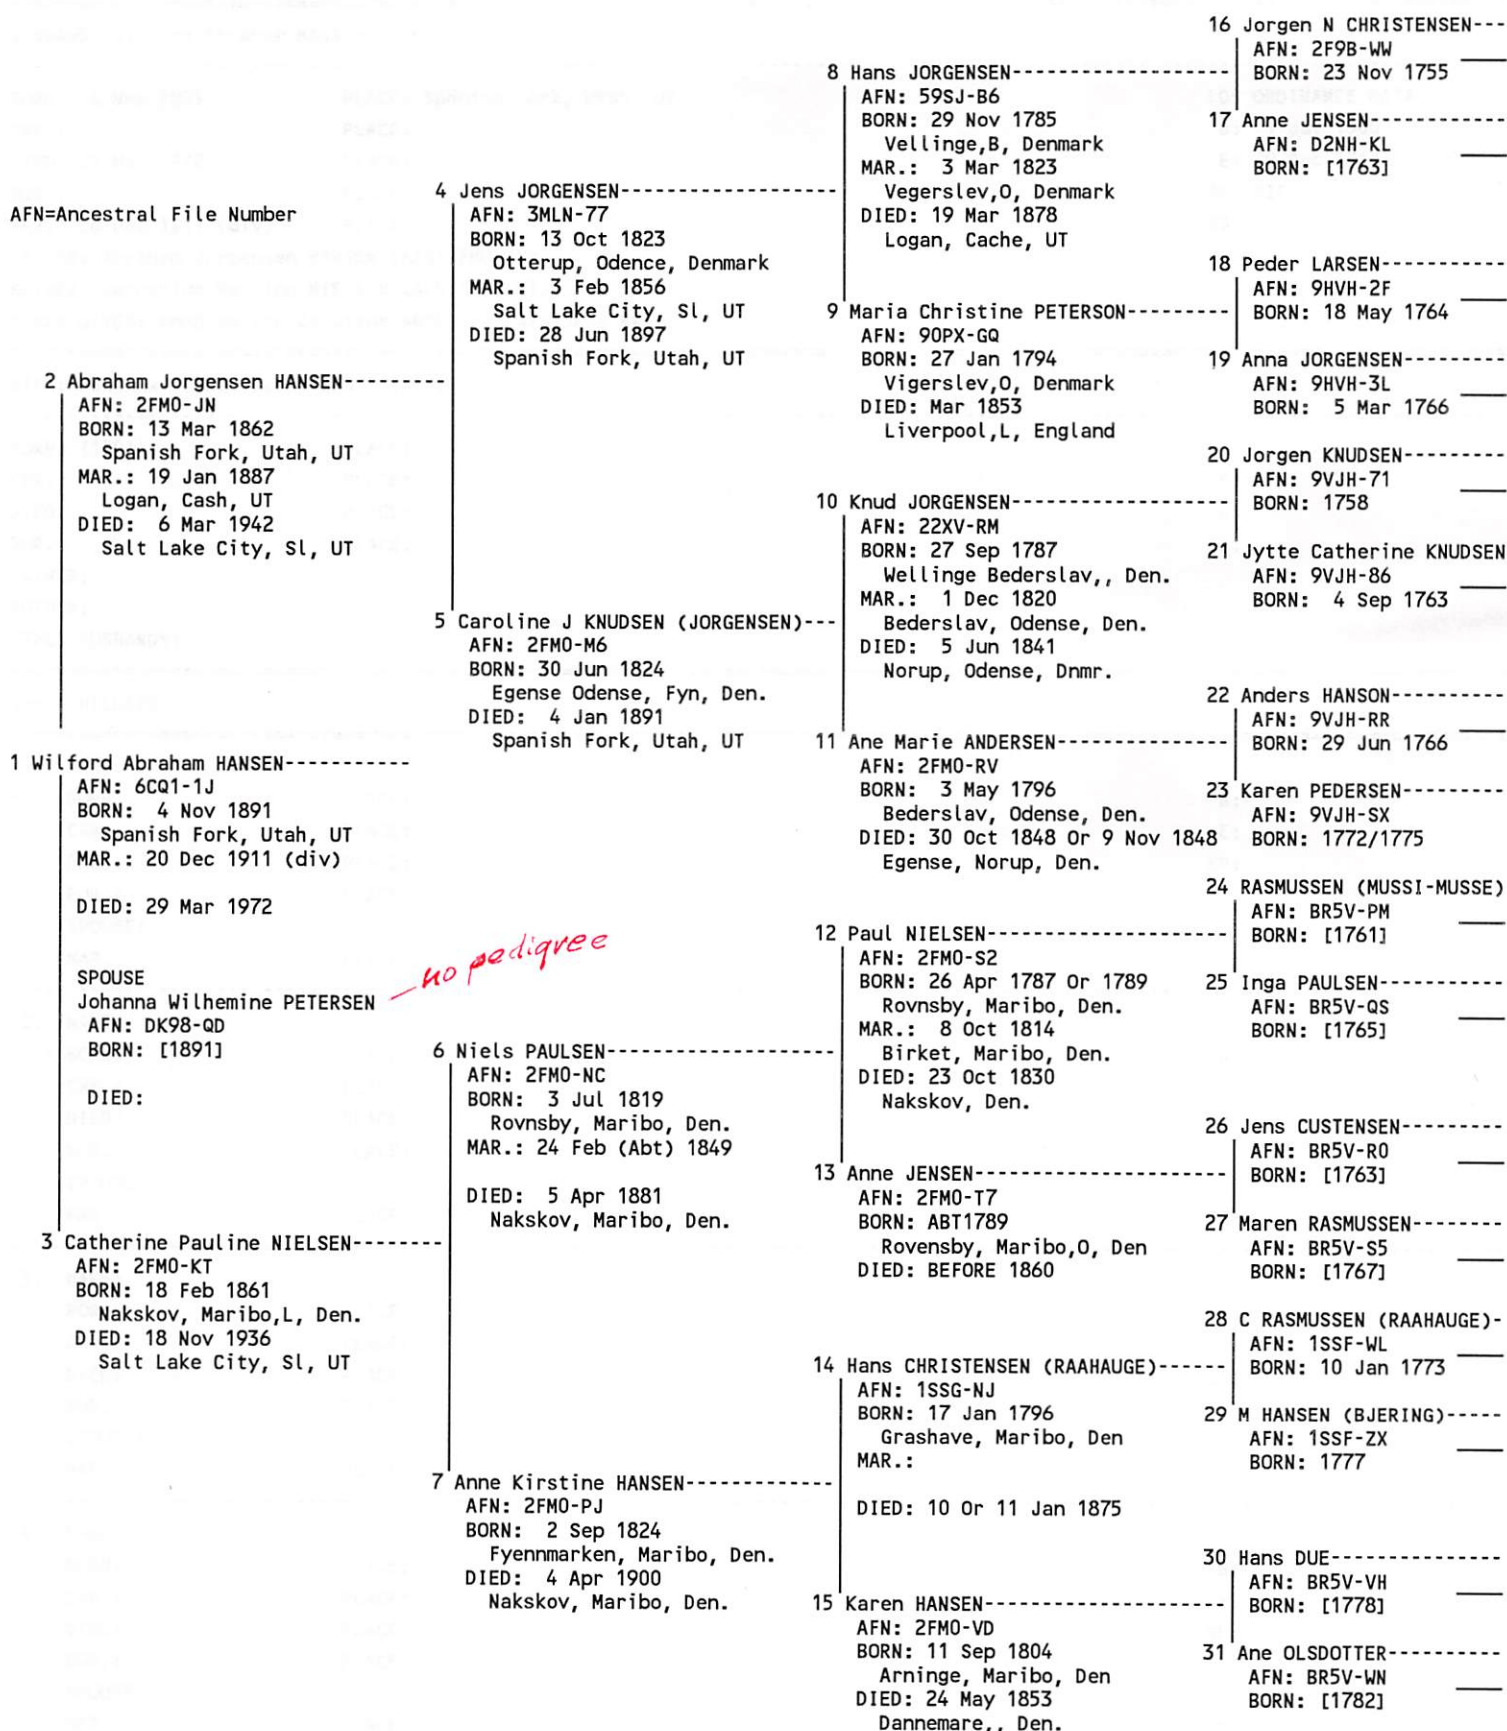 AFN=Ancestral File Number
1 Wilford Abraham HANSEN-----------
AFN: 6CQ1-1J
BORN: 4 Nov 1891
Spanish Fork, Utah, UT
MAR.: 20 Dec 1911 (div)
DIED: 29 Mar 1972
SPOUSE
Johanna Wilhemine PETERSEN
no pedigree
AFN: DK98-QD
BORN: [1891]
DIED:
2 Abraham Jorgensen HANSEN---------
AFN: 2FM0-JN
BORN: 13 Mar 1862
Spanish Fork, Utah, UT
MAR.: 19 Jan 1887
Logan, Cash, UT
DIED: 6 Mar 1942
Salt Lake City, Sl, UT
3 Catherine Pauline NIELSEN--------
AFN: 2FM0-KT
BORN: 18 Feb 1861
Nakskov, Maribo,L, Den.
DIED: 18 Nov 1936
Salt Lake City, Sl, UT
4 Jens JORGENSEN-------------------
AFN: 3MLN-77
BORN: 13 Oct 1823
Otterup, Odence, Denmark
MAR.: 3 Feb 1856
Salt Lake City, Sl, UT
DIED: 28 Jun 1897
Spanish Fork, Utah, UT
5 Caroline J KNUDSEN (JORGENSEN)---
AFN: 2FM0-M6
BORN: 30 Jun 1824
Egense Odense, Fyn, Den.
DIED: 4 Jan 1891
Spanish Fork, Utah, UT
6 Niels PAULSEN--------------------
AFN: 2FM0-NC
BORN: 3 Jul 1819
Rovnsby, Maribo, Den.
MAR.: 24 Feb (Abt) 1849
DIED: 5 Apr 1881
Nakskov, Maribo, Den.
7 Anne Kirstine HANSEN-------------
AFN: 2FM0-PJ
BORN: 2 Sep 1824
Fyennmarken, Maribo, Den.
DIED: 4 Apr 1900
Nakskov, Maribo, Den.
8 Hans JORGENSEN-------------------
AFN: 59SJ-B6
BORN: 29 Nov 1785
Vellinge,B, Denmark
MAR.: 3 Mar 1823
Vegerslev,O, Denmark
DIED: 19 Mar 1878
Logan, Cache, UT
9 Maria Christine PETERSON---------
AFN: 90PX-GQ
BORN: 27 Jan 1794
Vigerslev,O, Denmark
DIED: Mar 1853
Liverpool,L, England
10 Knud JORGENSEN-------------------
AFN: 22XV-RM
BORN: 27 Sep 1787
Wellinge Bederslav,, Den.
MAR.: 1 Dec 1820
Bederslav, Odense, Den.
DIED: 5 Jun 1841
Norup, Odense, Dnmr.
11 Ane Marie ANDERSEN---------------
AFN: 2FM0-RV
BORN: 3 May 1796
Bederslav, Odense, Den.
DIED: 30 Oct 1848 Or 9 Nov 1848
Egense, Norup, Den.
12 Paul NIELSEN---------------------
AFN: 2FM0-S2
BORN: 26 Apr 1787 Or 1789
Rovnsby, Maribo, Den.
MAR.: 8 Oct 1814
Birket, Maribo, Den.
DIED: 23 Oct 1830
Nakskov, Den.
13 Anne JENSEN----------------------
AFN: 2FM0-T7
BORN: ABT1789
Rovensby, Maribo,O, Den
DIED: BEFORE 1860
14 Hans CHRISTENSEN (RAAHAUGE)------
AFN: 1SSG-NJ
BORN: 17 Jan 1796
Grashave, Maribo, Den
MAR.:
DIED: 10 Or 11 Jan 1875
15 Karen HANSEN---------------------
AFN: 2FM0-VD
BORN: 11 Sep 1804
Arninge, Maribo, Den
DIED: 24 May 1853
Dannemare,, Den.
16 Jorgen N CHRISTENSEN---
AFN: 2F9B-WW
BORN: 23 Nov 1755
17 Anne JENSEN------------
AFN: D2NH-KL
BORN: [1763]
18 Peder LARSEN-----------
AFN: 9HVH-2F
BORN: 18 May 1764
19 Anna JORGENSEN---------
AFN: 9HVH-3L
BORN: 5 Mar 1766
20 Jorgen KNUDSEN---------
AFN: 9VJH-71
BORN: 1758
21 Jytte Catherine KNUDSEN
AFN: 9VJH-86
BORN: 4 Sep 1763
22 Anders HANSON----------
AFN: 9VJH-RR
BORN: 29 Jun 1766
23 Karen PEDERSEN---------
AFN: 9VJH-SX
BORN: 1772/1775
24 RASMUSSEN (MUSSI-MUSSE)
AFN: BR5V-PM
BORN: [1761]
25 Inga PAULSEN-----------
AFN: BR5V-QS
BORN: [1765]
26 Jens CUSTENSEN---------
AFN: BR5V-R0
BORN: [1763]
27 Maren RASMUSSEN--------
AFN: BR5V-S5
BORN: [1767]
28 C RASMUSSEN (RAAHAUGE)-
AFN: 1SSF-WL
BORN: 10 Jan 1773
29 M HANSEN (BJERING)-----
AFN: 1SSF-ZX
BORN: 1777
30 Hans DUE---------------
AFN: BR5V-VH
BORN: [1778]
31 Ane OLSDOTTER----------
AFN: BR5V-WN
BORN: [1782]